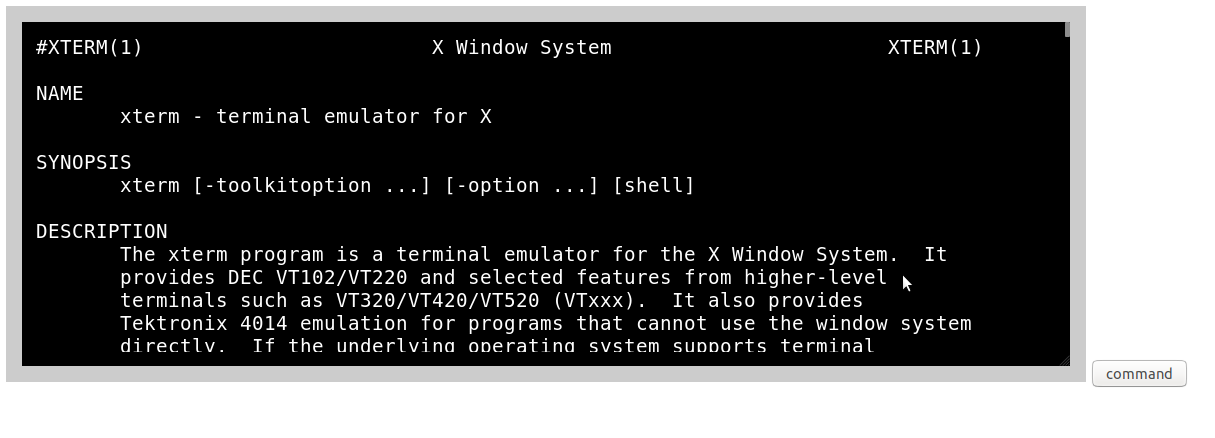 #XTERM(1)                        X Window System                       XTERM(1)
NAME
xterm - terminal emulator for X
SYNOPSIS
xterm [-toolkitoption ...] [-option ...] [shell]
DESCRIPTION
The xterm program is a terminal emulator for the X Window System.  It
provides DEC VT102/VT220 and selected features from higher-level
terminals such as VT320/VT420/VT520 (VTxxx).  It also provides
Tektronix 4014 emulation for programs that cannot use the window system
directly.  If the underlying operating system supports terminal
command